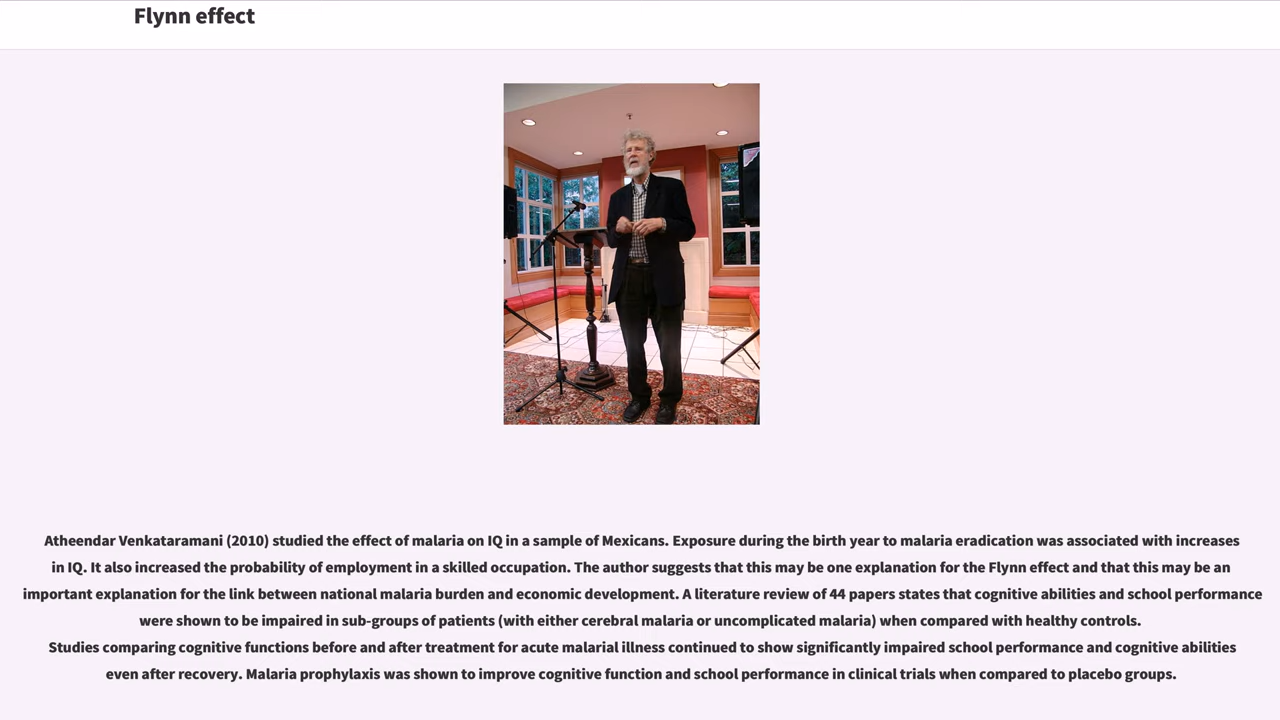 Flynn effect
Atheendar Venkataramani (2010) studied the effect of malaria on IQ in a sample of Mexicans. Exposure during the birth year to malaria eradication was associated with increases
in IQ. It also increased the probability of employment in a skilled occupation. The author suggests that this may be one explanation for the Flynn effect and that this may be an
important explanation for the link between national malaria burden and economic development. A literature review of 44 papers states that cognitive abilities and school performance
were shown to be impaired in sub-groups of patients (with either cerebral malaria or uncomplicated malaria) when compared with healthy controls.
Studies comparing cognitive functions before and after treatment for acute malarial illness continued to show significantly impaired school performance and cognitive abilities
even after recovery. Malaria prophylaxis was shown to improve cognitive function and school performance in clinical trials when compared to placebo groups.